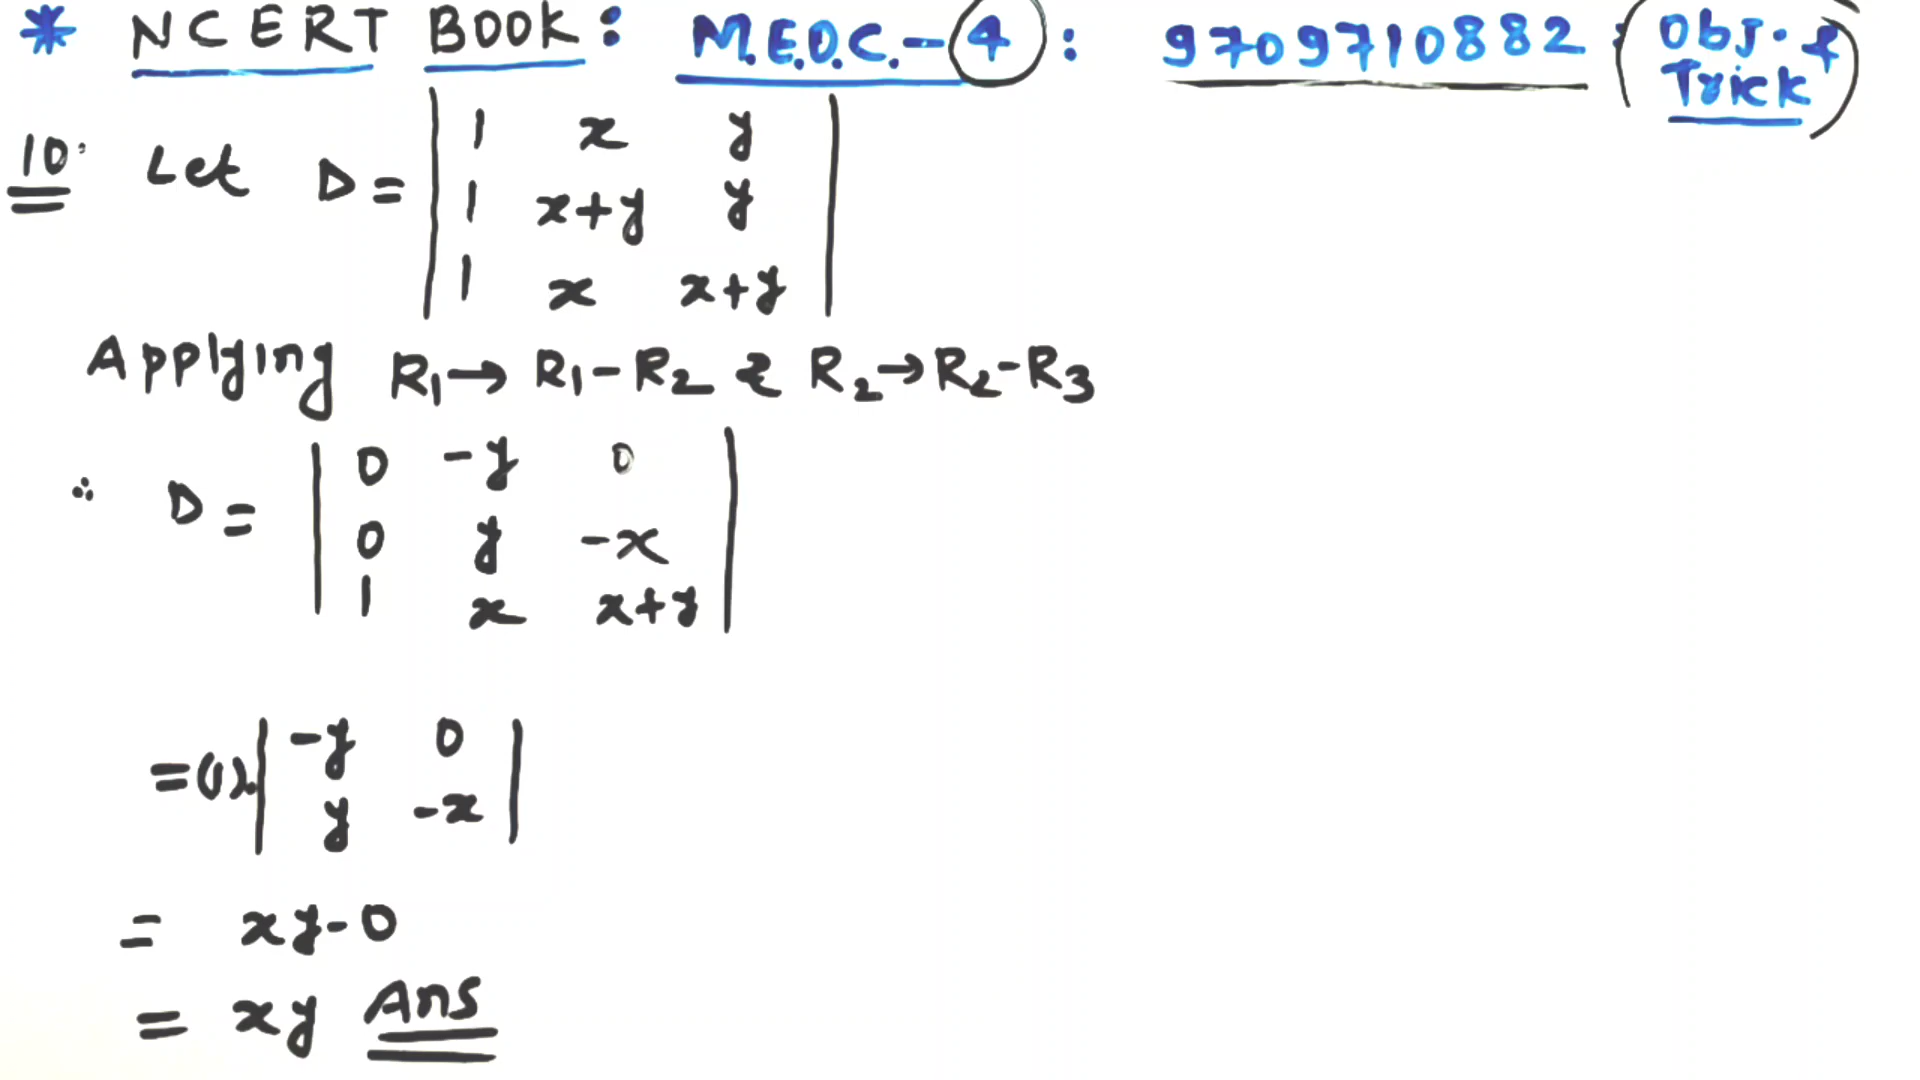 * NCERT BOOK: M.E.O.C.-4: 9709710882: (Obj. & Trick)
10. Let D = | 1 x y |
| 1 x+y y |
| 1 x x+y |
Applying R₁→R₁-R₂ & R₂→R₂-R₃
∴ D = | 0 -y 0 |
| 0 y -x |
| 1 x x+y |
=(1).| -y 0 |
| y -x |
= xy-0
= xy Ans